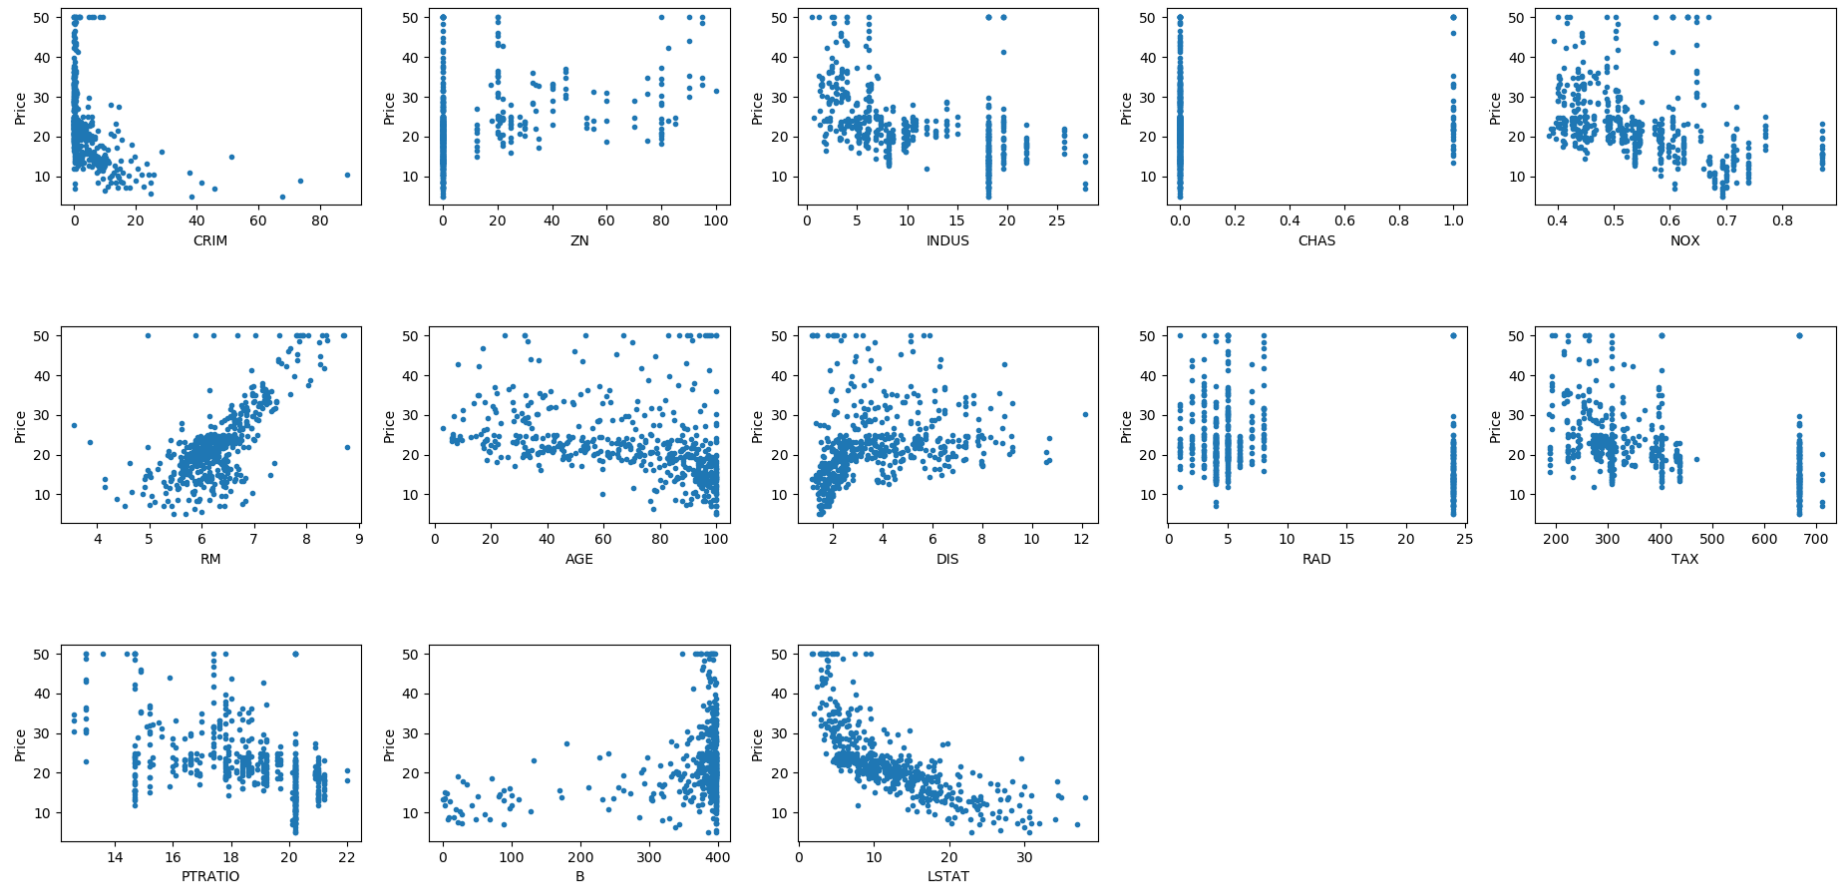 50
40
30
20
10
Price
0 20 40 60 80
CRIM
50
40
30
20
10
Price
0 20 40 60 80 100
ZN
50
40
30
20
10
Price
0 5 10 15 20 25
INDUS
50
40
30
20
10
Price
0.0 0.2 0.4 0.6 0.8 1.0
CHAS
50
40
30
20
10
Price
0.4 0.5 0.6 0.7 0.8
NOX
50
40
30
20
10
Price
4 5 6 7 8 9
RM
50
40
30
20
10
Price
0 20 40 60 80 100
AGE
50
40
30
20
10
Price
2 4 6 8 10 12
DIS
50
40
30
20
10
Price
0 5 10 15 20 25
RAD
50
40
30
20
10
Price
200 300 400 500 600 700
TAX
50
40
30
20
10
Price
14 16 18 20 22
PTRATIO
50
40
30
20
10
Price
0 100 200 300 400
B
50
40
30
20
10
Price
0 10 20 30
LSTAT